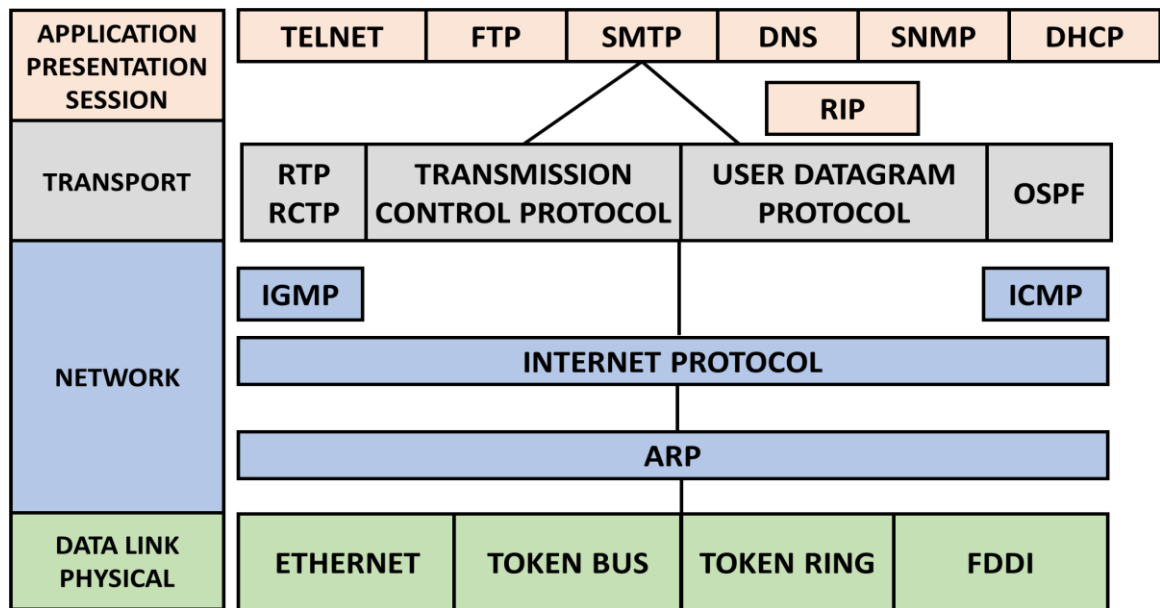 APPLICATION
PRESENTATION
SESSION
TELNET
FTP
SMTP
DNS
SNMP
DHCP
RIP
TRANSPORT
RTP
RCTP
TRANSMISSION
CONTROL PROTOCOL
USER DATAGRAM
PROTOCOL
OSPF
NETWORK
IGMP
ICMP
INTERNET PROTOCOL
ARP
DATA LINK
PHYSICAL
ETHERNET
TOKEN BUS
TOKEN RING
FDDI